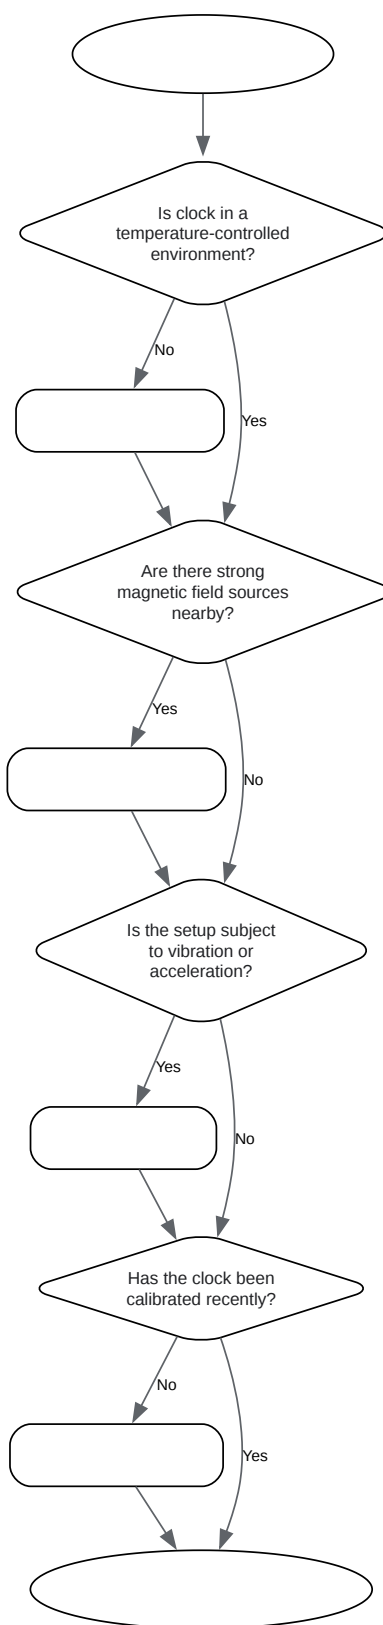 Is clock in a
temperature-controlled
environment?
No
Yes
Are there strong
magnetic field sources
nearby?
Yes
No
Is the setup subject
to vibration or
acceleration?
Yes
No
Has the clock been
calibrated recently?
No
Yes